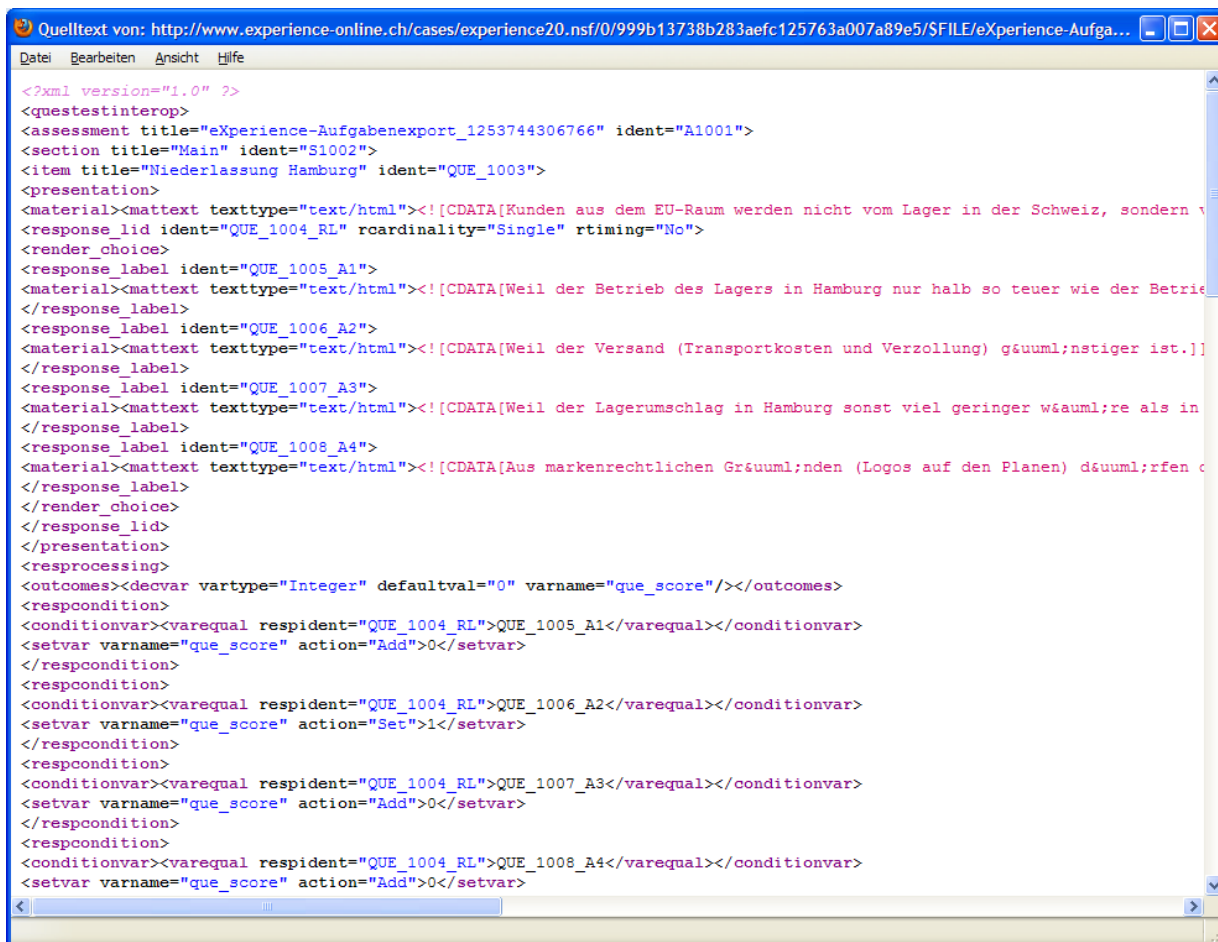 Quelltext von: http://www.experience-online.ch/cases/experience20.nsf/0/999b13738b283aefc125763a007a89e5/$FILE/eXperience-Aufga...
Datei Bearbeiten Ansicht Hilfe
<?xml version="1.0" ?>
<questestinterop>
<assessment title="eXperience-Aufgabenexport_1253744306766" ident="A1001">
<section title="Main" ident="S1002">
<item title="Niederlassung Hamburg" ident="QUE_1003">
<presentation>
<material><mattext texttype="text/html"><![CDATA[Kunden aus dem EU-Raum werden nicht vom Lager in der Schweiz, sondern
<response_lid ident="QUE_1004_RL" rcardinality="Single" rtiming="No">
<render_choice>
<response_label ident="QUE_1005_A1">
<material><mattext texttype="text/html"><![CDATA[Weil der Betrieb des Lagers in Hamburg nur halb so teuer wie der Betrie
</response_label>
<response_label ident="QUE_1006_A2">
<material><mattext texttype="text/html"><![CDATA[Weil der Versand (Transportkosten und Verzollung) g&uuml;nstiger ist.]]
</response_label>
<response_label ident="QUE_1007_A3">
<material><mattext texttype="text/html"><![CDATA[Weil der Lagerumschlag in Hamburg sonst viel geringer w&auml;re als in
</response_label>
<response_label ident="QUE_1008_A4">
<material><mattext texttype="text/html"><![CDATA[Aus markenrechtlichen Gr&uuml;nden (Logos auf den Planen) d&uuml;rfen
</response_label>
</render_choice>
</response_lid>
</presentation>
<resprocessing>
<outcomes><decvar vartype="Integer" defaultval="0" varname="que_score"/></outcomes>
<respcondition>
<conditionvar><varequal respident="QUE_1004_RL">QUE_1005_A1</varequal></conditionvar>
<setvar varname="que_score" action="Add">0</setvar>
</respcondition>
<respcondition>
<conditionvar><varequal respident="QUE_1004_RL">QUE_1006_A2</varequal></conditionvar>
<setvar varname="que_score" action="Set">1</setvar>
</respcondition>
<respcondition>
<conditionvar><varequal respident="QUE_1004_RL">QUE_1007_A3</varequal></conditionvar>
<setvar varname="que_score" action="Add">0</setvar>
</respcondition>
<respcondition>
<conditionvar><varequal respident="QUE_1004_RL">QUE_1008_A4</varequal></conditionvar>
<setvar varname="que_score" action="Add">0</setvar>